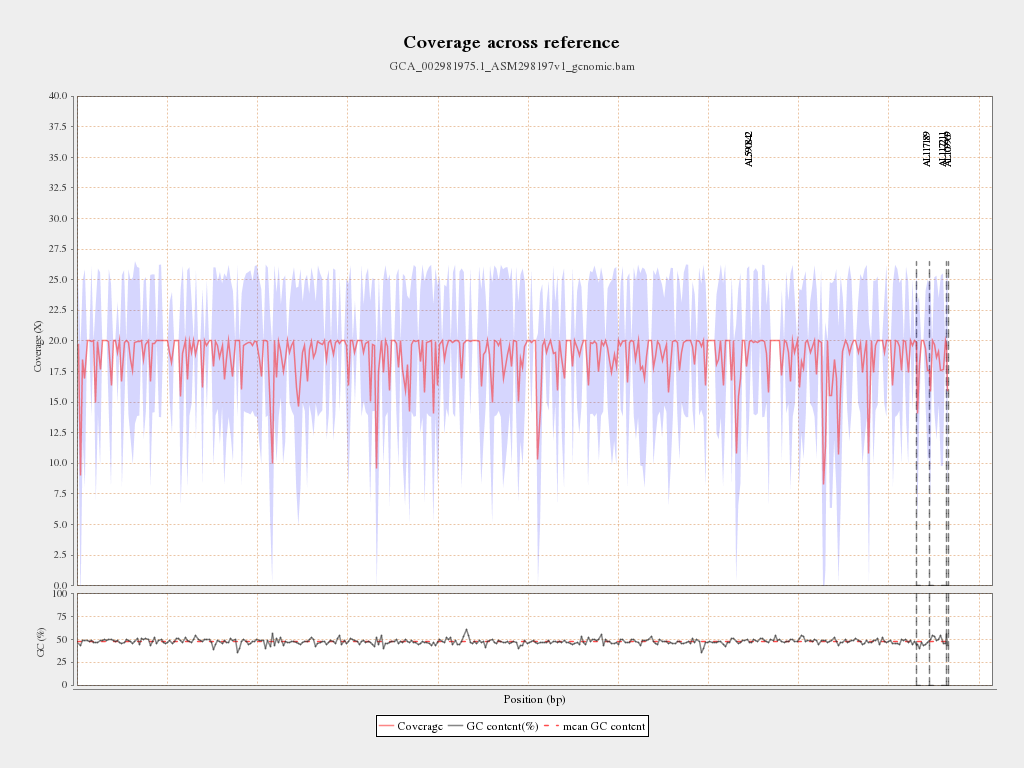 Coverage across reference
GCA_002981975.1_ASM298197v1_genomic.bam
40.0
37.5
35.0
32.5
30.0
27.5
25.0
22.5
20.0
17.5
15.0
12.5
10.0
7.5
5.0
2.5
0.0
Coverage (X)
AL590842
AL117189
AL117211
AL109969
100
75
50
25
0
GC (%)
Position (bp)
Coverage GC content(%) mean GC content